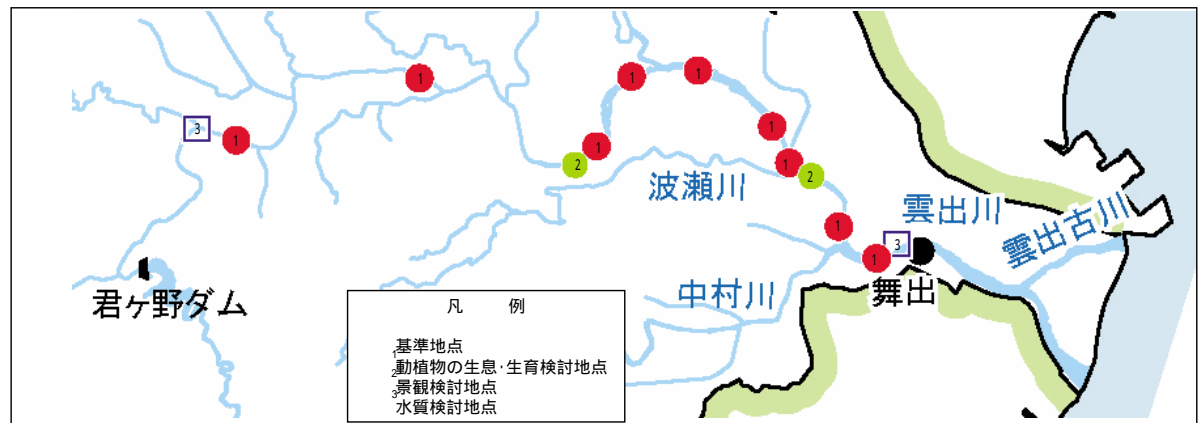 1
1
1
1
3
1
1
2
1
2
波瀬川
1
雲出川
3
雲出古川
1
舞出
中村川
君ヶ野ダム
凡 例
基準地点
1動植物の生息・生育検討地点
2景観検討地点
3水質検討地点